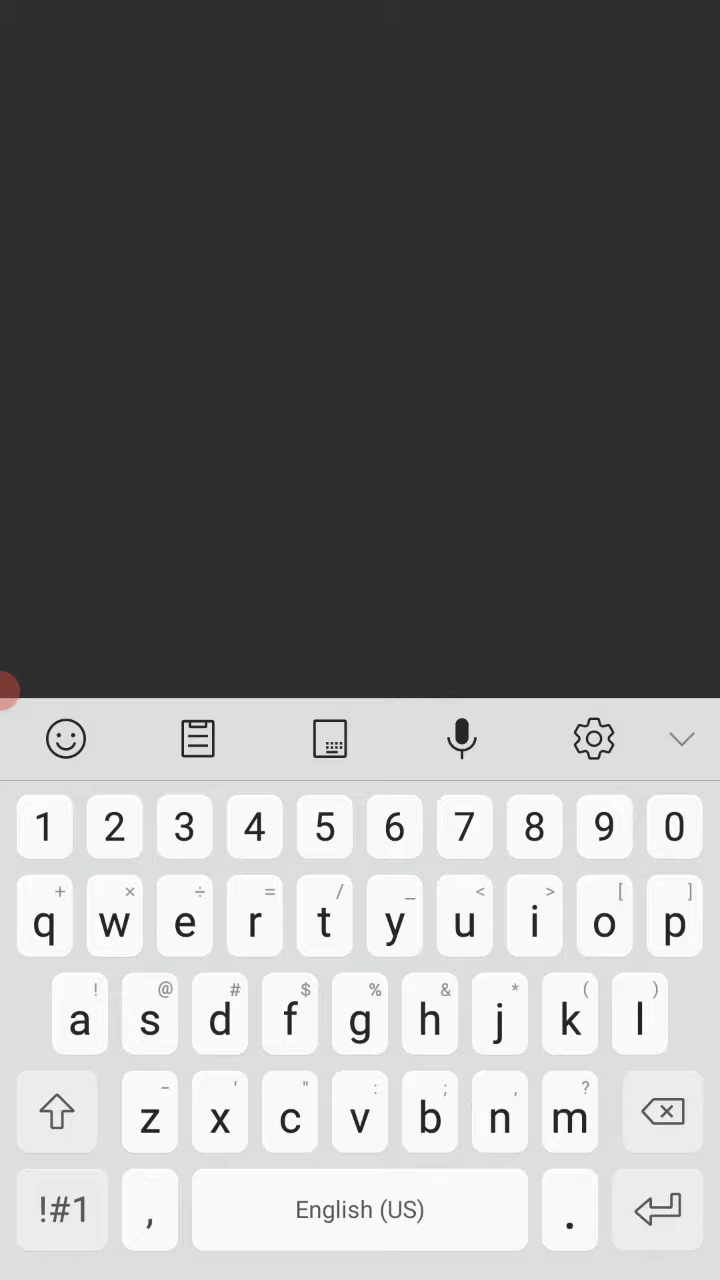 1 2 3 4 5 6 7 8 9 0
+ × ÷ = / _ < > [ ]
q w e r t y u i o p
! @ # $ % & * ( )
a s d f g h j k l
- ' " : ; , ?
z x c v b n m
!#1 , English (US) .